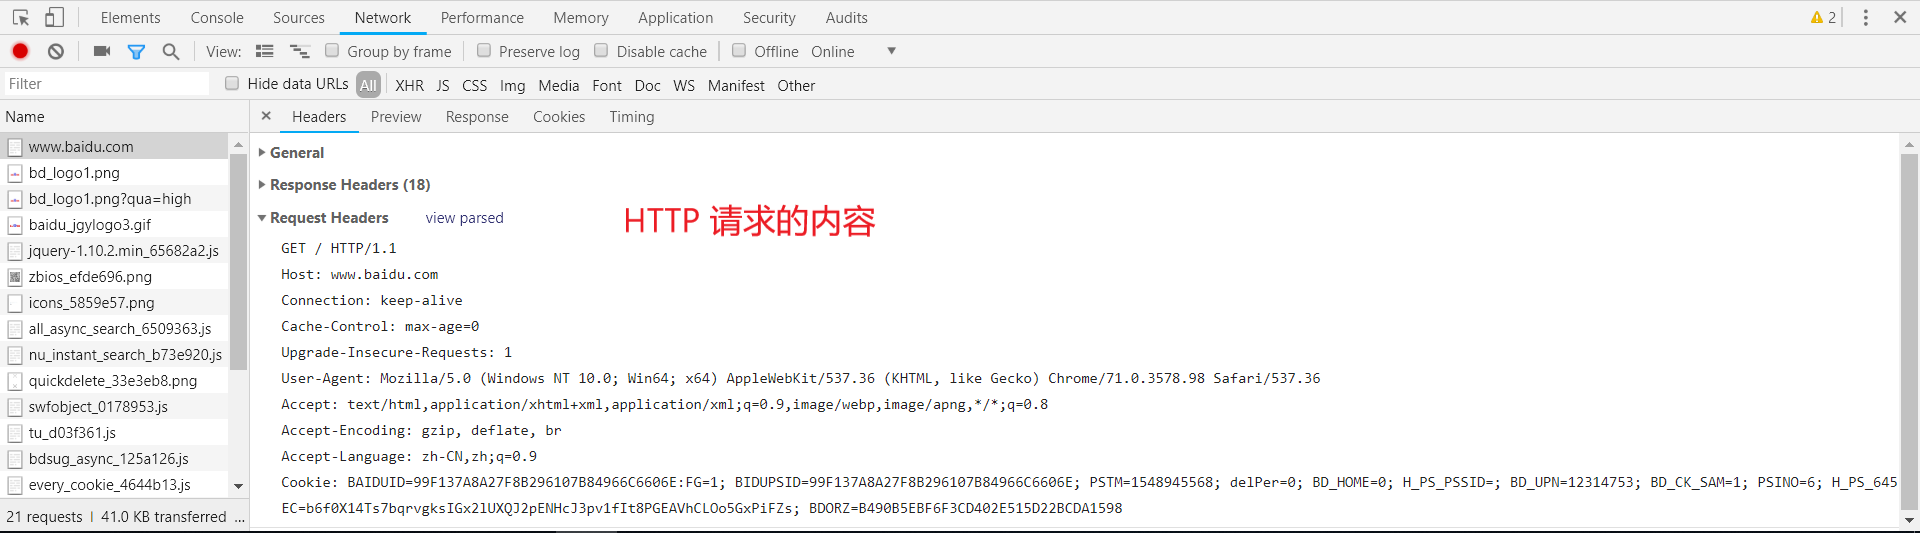 Elements Console Sources Network Performance Memory Application Security Audits 2
View: Group by frame Preserve log Disable cache Offline Online
Filter Hide data URLs All XHR JS CSS Img Media Font Doc WS Manifest Other
Name
www.baidu.com
bd_logo1.png
bd_logo1.png?qua=high
baidu_jgylogo3.gif
jquery-1.10.2.min_65682a2.js
zbios_efde696.png
icons_5859e57.png
all_async_search_6509363.js
nu_instant_search_b73e920.js
quickdelete_33e3eb8.png
swfobject_0178953.js
tu_d03f361.js
bdsug_async_125a126.js
every_cookie_4644b13.js
21 requests | 41.0 KB transferred ...
× Headers Preview Response Cookies Timing
General
Response Headers (18)
Request Headers view parsed
HTTP 请求的内容
GET / HTTP/1.1
Host: www.baidu.com
Connection: keep-alive
Cache-Control: max-age=0
Upgrade-Insecure-Requests: 1
User-Agent: Mozilla/5.0 (Windows NT 10.0; Win64; x64) AppleWebKit/537.36 (KHTML, like Gecko) Chrome/71.0.3578.98 Safari/537.36
Accept: text/html,application/xhtml+xml,application/xml;q=0.9,image/webp,image/apng,*/*;q=0.8
Accept-Encoding: gzip, deflate, br
Accept-Language: zh-CN,zh;q=0.9
Cookie: BAIDUID=99F137A8A27F8B296107B84966C6606E:FG=1; BIDUPSID=99F137A8A27F8B296107B84966C6606E; PSTM=1548945568; delPer=0; BD_HOME=0; H_PS_PSSID=; BD_UPN=12314753; BD_CK_SAM=1; PSINO=6; H_PS_645
EC=b6f0X14Ts7bqrvgksIGx2lUXQJ2pENHcJ3pv1fIt8PGEAVhCLOo5GxPiFZs; BDORZ=B490B5EBF6F3CD402E515D22BCDA1598